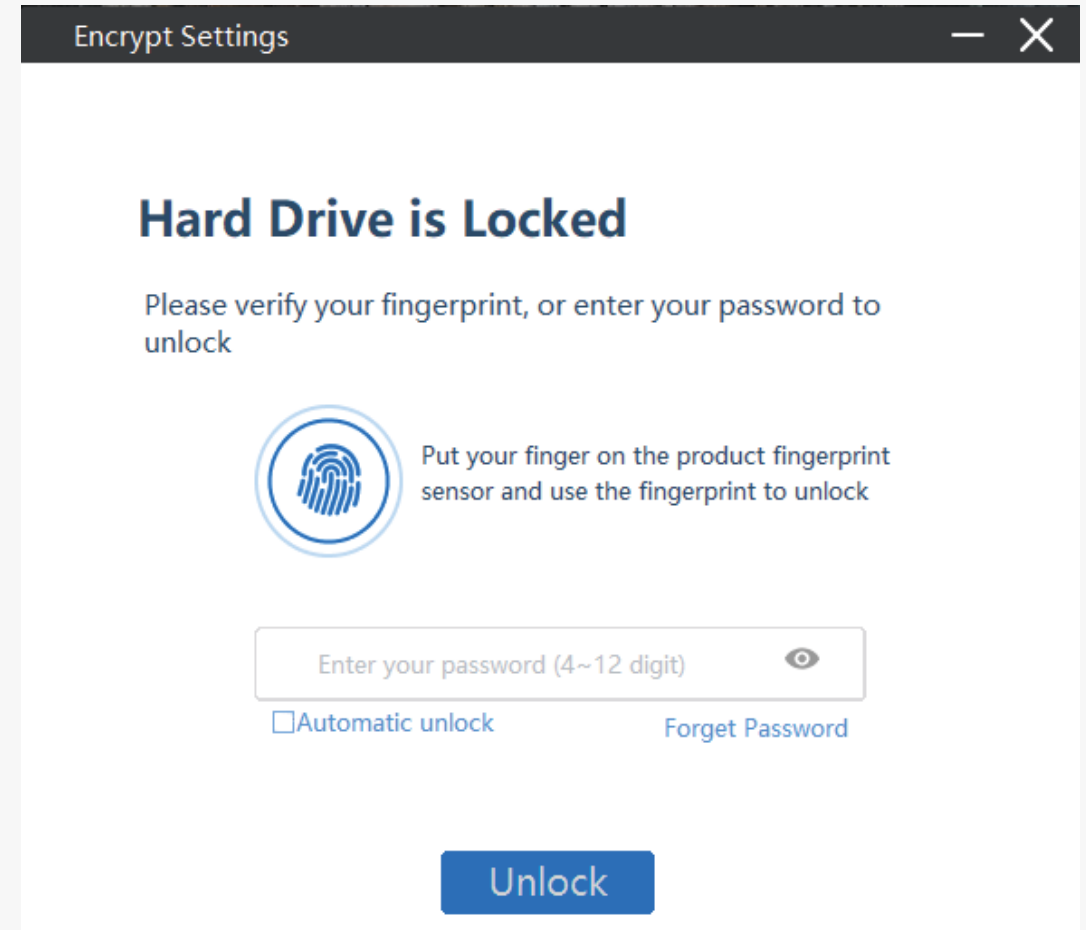 Encrypt Settings
Hard Drive is Locked
Please verify your fingerprint, or enter your password to
unlock
Put your finger on the product fingerprint
sensor and use the fingerprint to unlock
Enter your password (4~12 digit)
Automatic unlock
Forget Password
Unlock